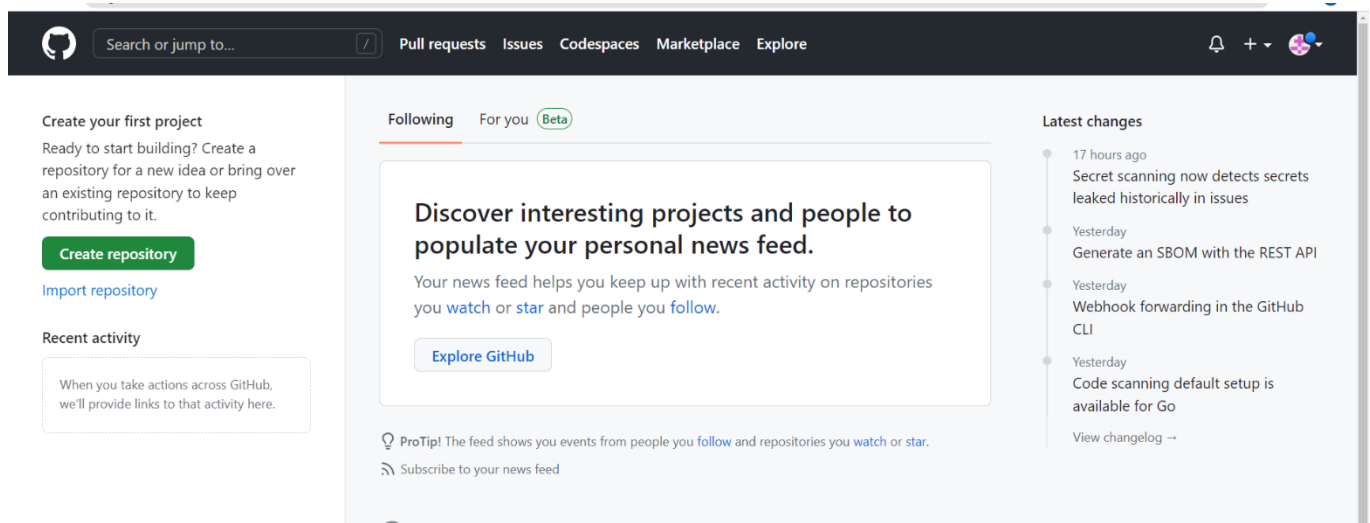 Search or jump to...
/
Pull requests Issues Codespaces Marketplace Explore
Create your first project
Ready to start building? Create a
repository for a new idea or bring over
an existing repository to keep
contributing to it.
Create repository
Import repository
Recent activity
When you take actions across GitHub,
we'll provide links to that activity here.
Following For you Beta
Discover interesting projects and people to
populate your personal news feed.
Your news feed helps you keep up with recent activity on repositories
you watch or star and people you follow.
Explore GitHub
ProTip! The feed shows you events from people you follow and repositories you watch or star.
Subscribe to your news feed
Latest changes
17 hours ago
Secret scanning now detects secrets
leaked historically in issues
Yesterday
Generate an SBOM with the REST API
Yesterday
Webhook forwarding in the GitHub
CLI
Yesterday
Code scanning default setup is
available for Go
View changelog →